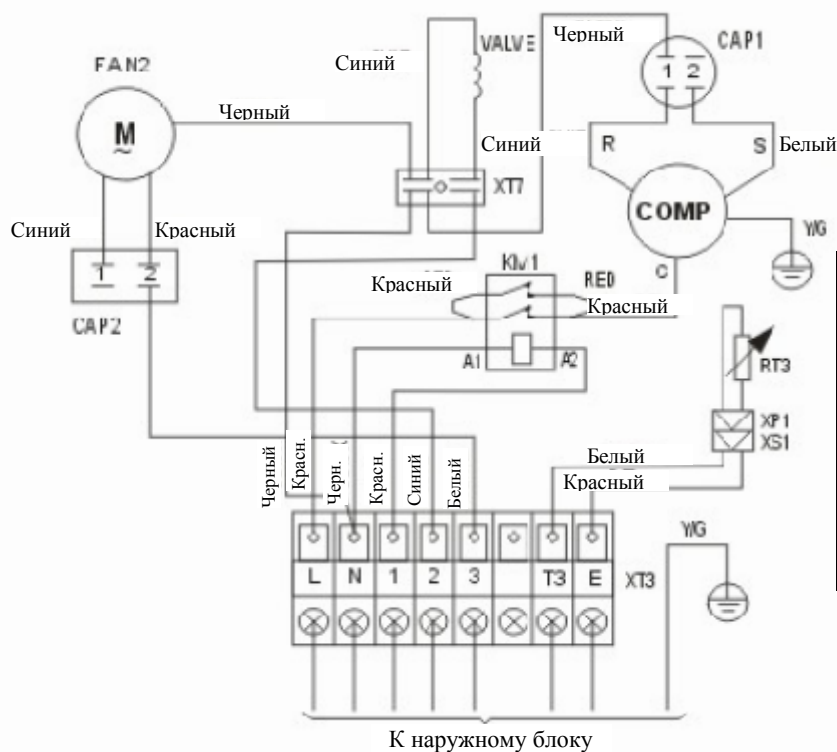 Черный
CAP1
VALVE
Синий
FAN2
1 2
M
~
Черный
Синий
R
S
Белый
XT7
COMP
Y/G
Синий
Красный
C
KM1
RED
Красный
Красный
1 2
CAP2
A1
A2
RT3
XP1
XS1
Белый
Красный
Черный
Красн.
Черн.
Красн.
Синий
Белый
Y/G
L N 1 2 3 T3 E
XT3
К наружному блоку